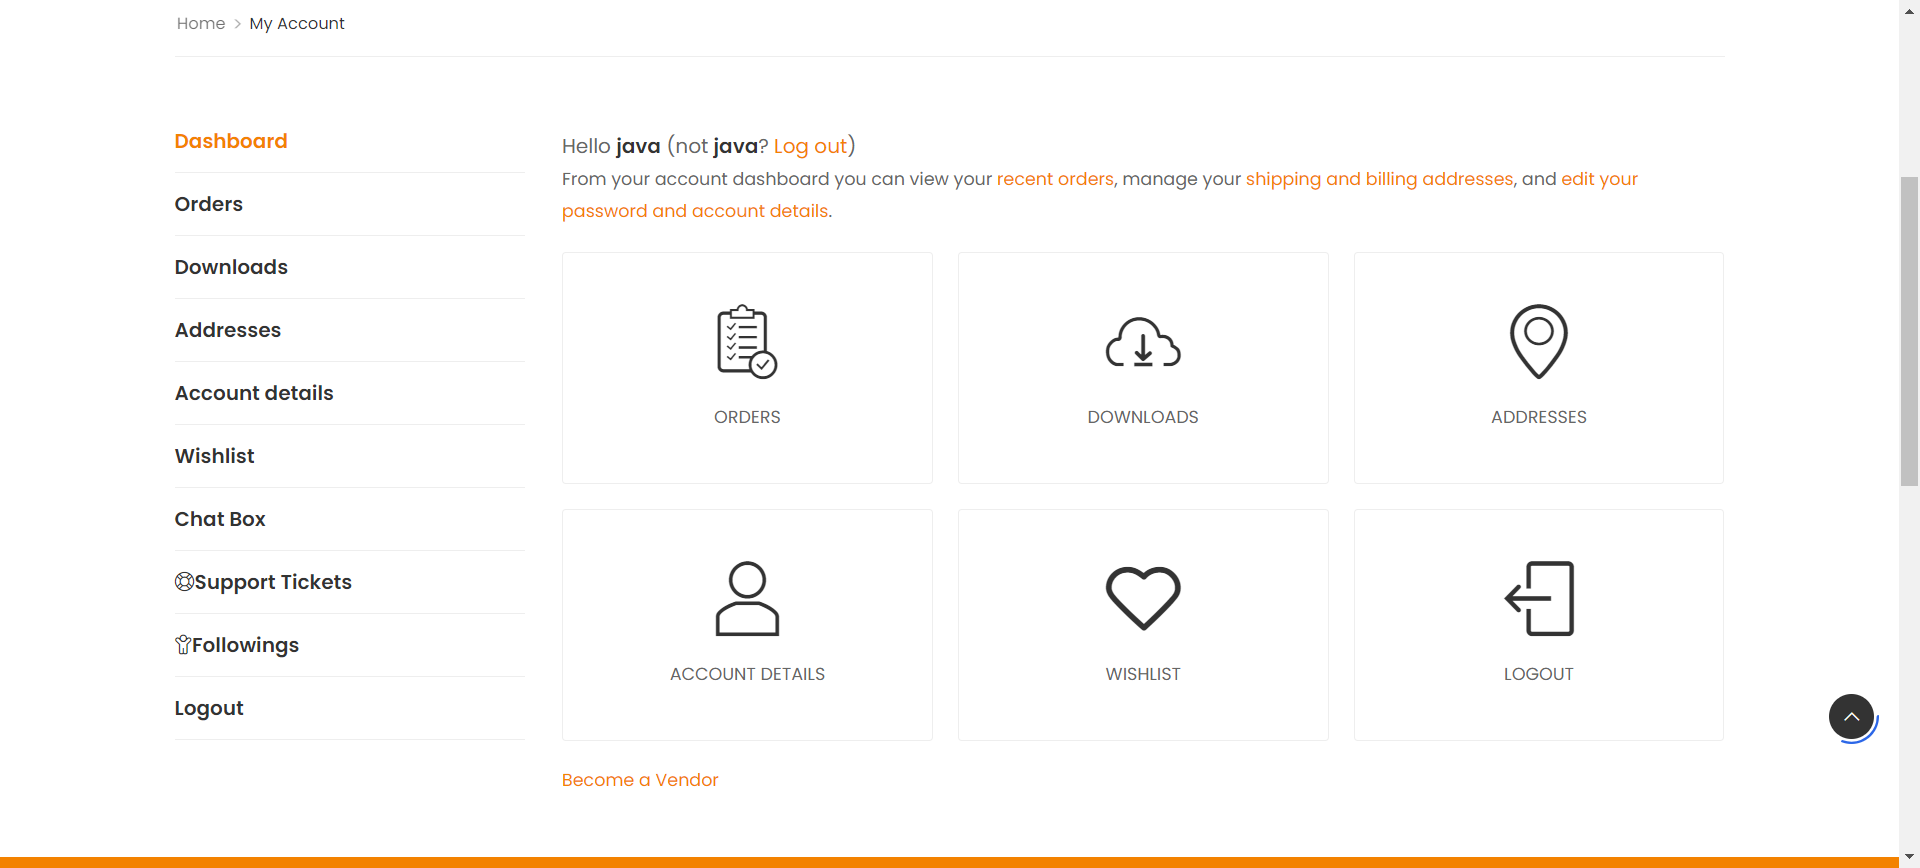 Home > My Account
Dashboard
Orders
Downloads
Addresses
Account details
Wishlist
Chat Box
Support Tickets
Followings
Logout
Hello java (not java? Log out)
From your account dashboard you can view your recent orders, manage your shipping and billing addresses, and edit your
password and account details.
ORDERS
DOWNLOADS
ADDRESSES
ACCOUNT DETAILS
WISHLIST
LOGOUT
Become a Vendor